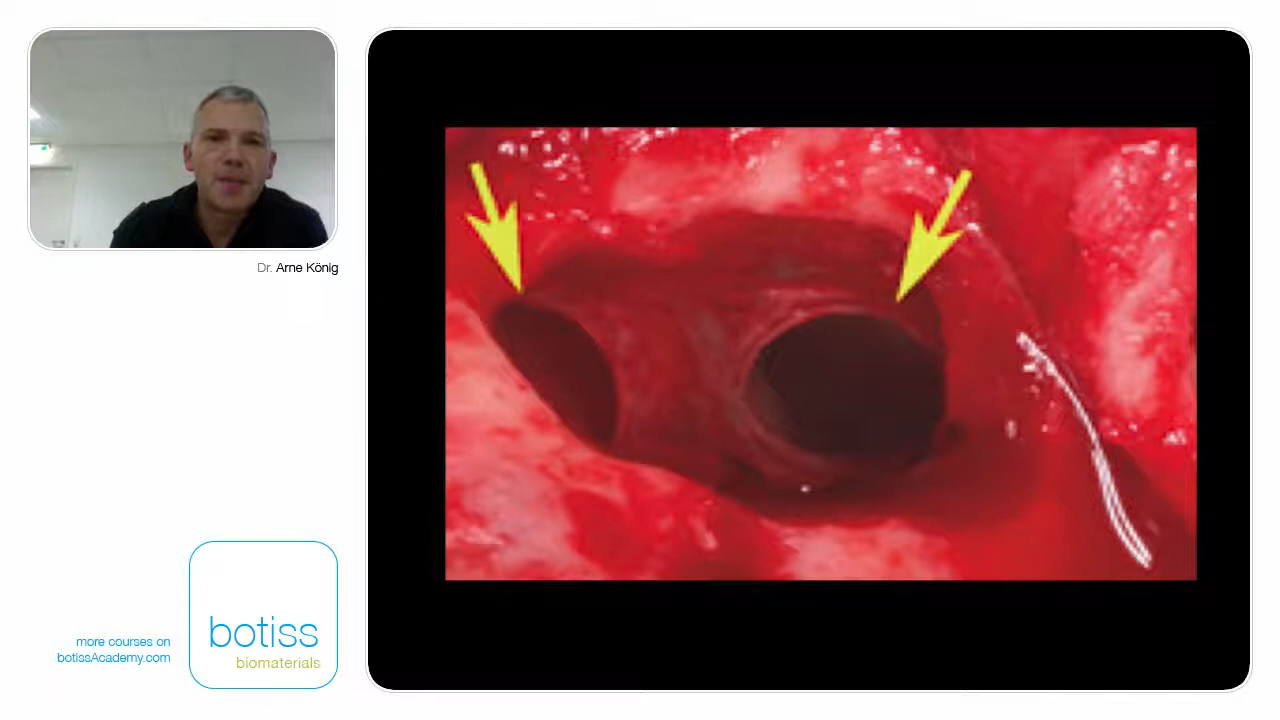 Dr. Arne König
more courses on
botissAcademy.com
botiss
biomaterials